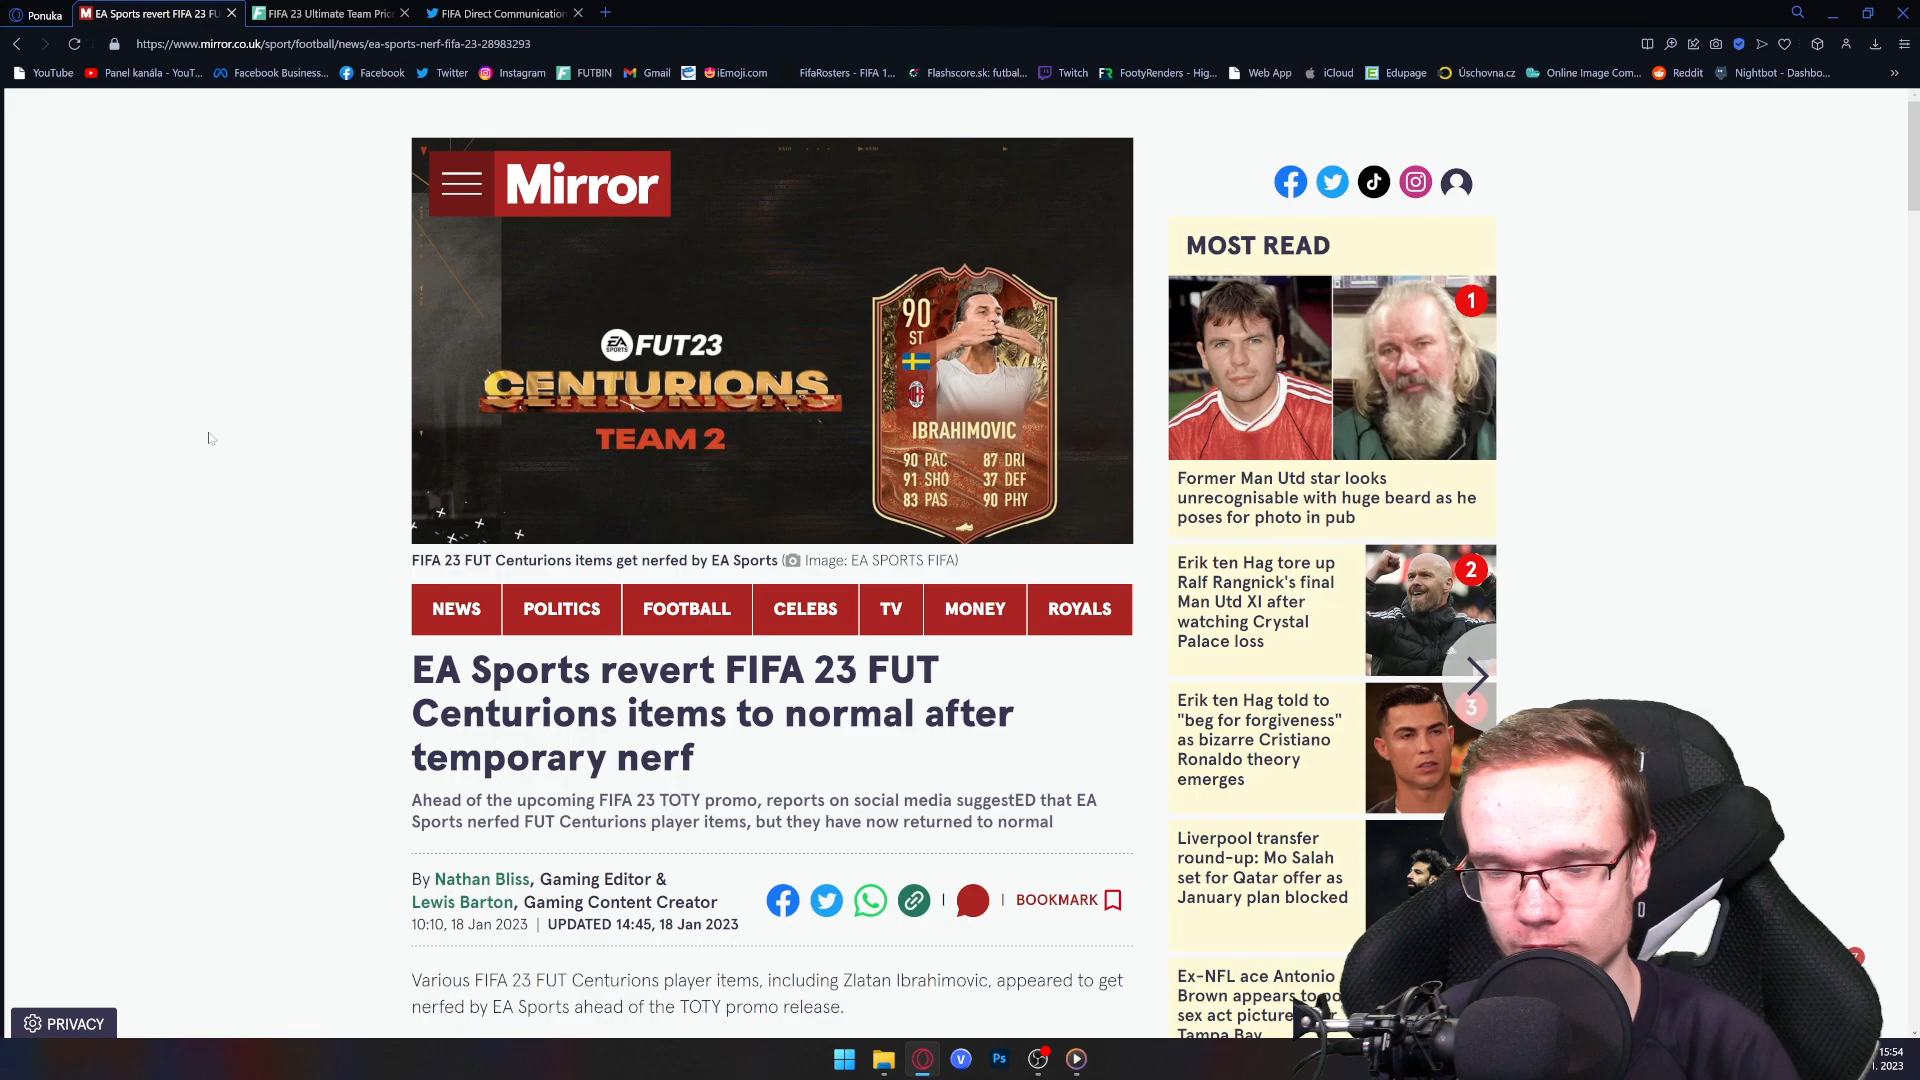 Ponuka
EA Sports revert FIFA 23 FU
FIFA 23 Ultimate Team Pric
FIFA Direct Communication
https://www.mirror.co.uk/sport/football/news/ea-sports-nerf-fifa-23-28983293
YouTube
Panel kanála - YouT...
Facebook Business...
Facebook
Twitter
Instagram
FUTBIN
Gmail
iEmoji.com
FifaRosters - FIFA 1...
Flashscore.sk: futbal...
Twitch
FootyRenders - Hig...
Web App
iCloud
Edupage
Úschovna.cz
Online Image Com...
Reddit
Nightbot - Dashbo...
Mirror
EA SPORTS FUT23
CENTURIONS
TEAM 2
90
ST
IBRAHIMOVIC
90 PAC 87 DRI
91 SHO 37 DEF
83 PAS 90 PHY
FIFA 23 FUT Centurions items get nerfed by EA Sports (Image: EA SPORTS FIFA)
NEWS
POLITICS
FOOTBALL
CELEBS
TV
MONEY
ROYALS
EA Sports revert FIFA 23 FUT
Centurions items to normal after
temporary nerf
Ahead of the upcoming FIFA 23 TOTY promo, reports on social media suggestED that EA
Sports nerfed FUT Centurions player items, but they have now returned to normal
By Nathan Bliss, Gaming Editor &
Lewis Barton, Gaming Content Creator
10:10, 18 Jan 2023 | UPDATED 14:45, 18 Jan 2023
BOOKMARK
Various FIFA 23 FUT Centurions player items, including Zlatan Ibrahimovic, appeared to get
nerfed by EA Sports ahead of the TOTY promo release.
PRIVACY
MOST READ
1
Former Man Utd star looks
unrecognisable with huge beard as he
poses for photo in pub
Erik ten Hag tore up
Ralf Rangnick's final
Man Utd XI after
watching Crystal
Palace loss
2
Erik ten Hag told to
"beg for forgiveness"
as bizarre Cristiano
Ronaldo theory
emerges
3
Liverpool transfer
round-up: Mo Salah
set for Qatar offer as
January plan blocked
Ex-NFL ace Antonio
Brown appears to po
sex act picture
Tampa Bay
Ps
15:54
1. 2023